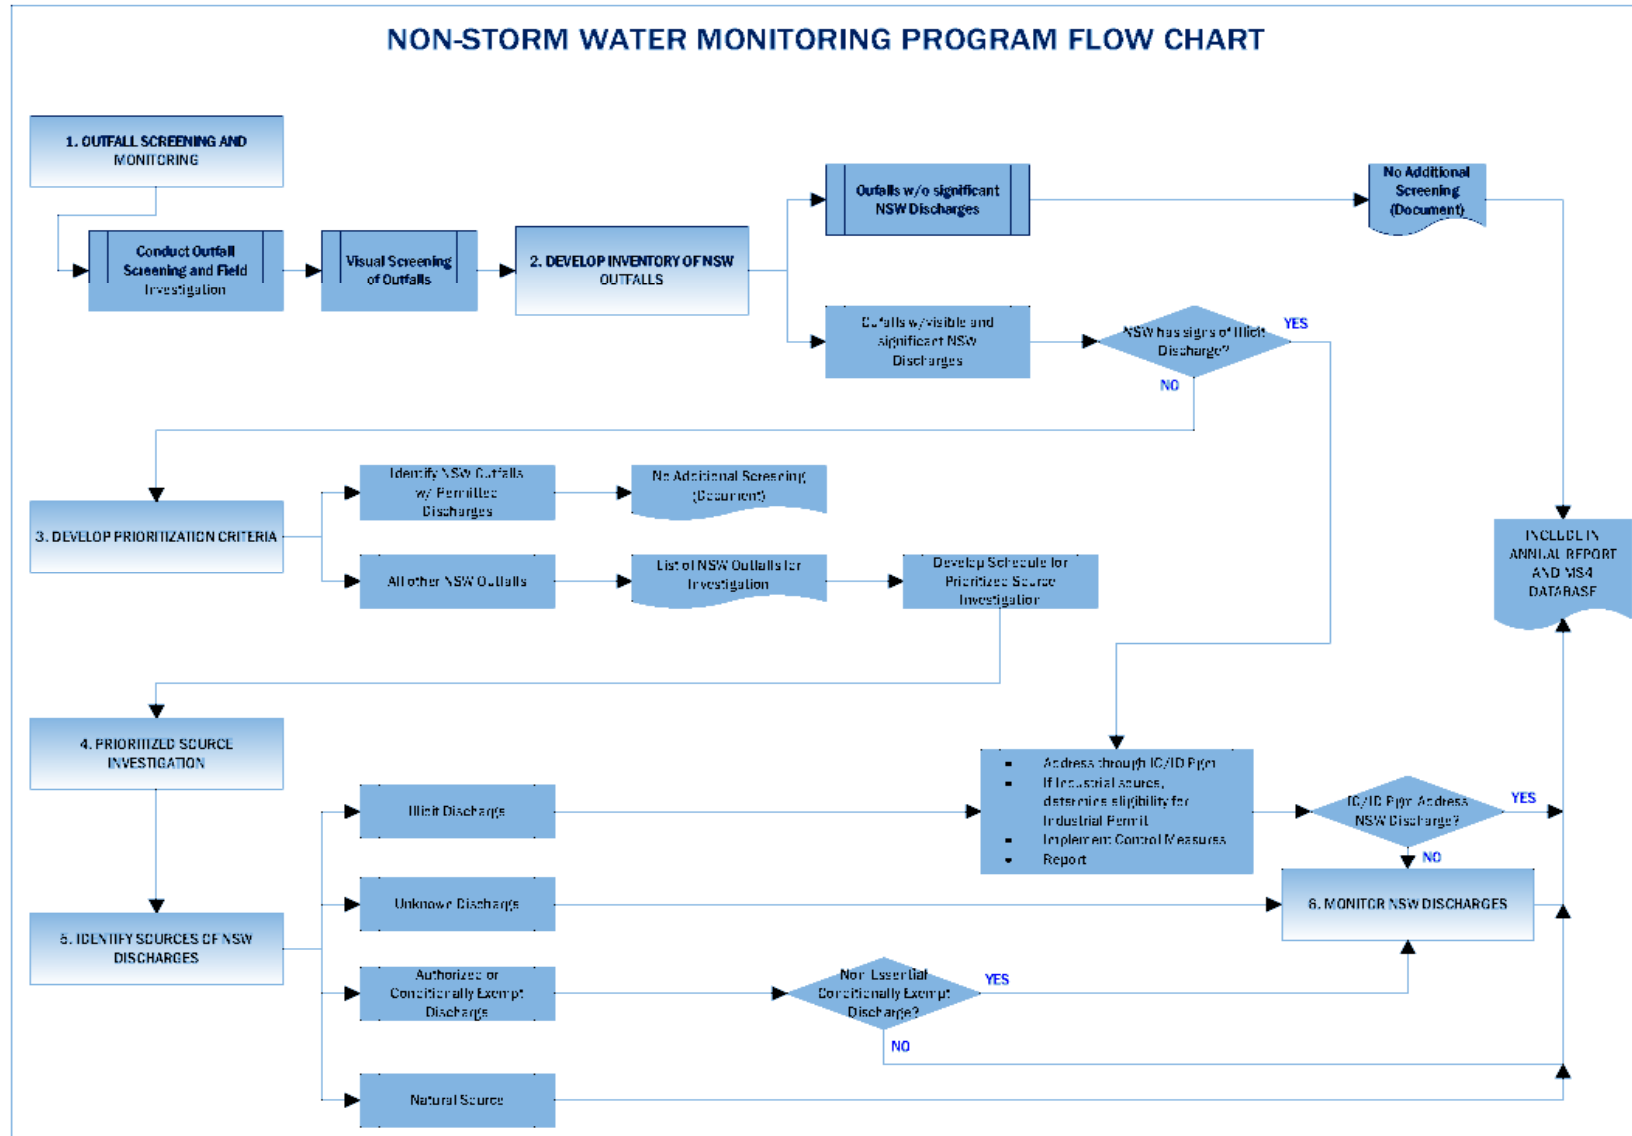 NON-STORM WATER MONITORING PROGRAM FLOW CHART
1. OUTFALL SCREENING AND
MONITORING
Conduct Outfall
Screening and Field
Investigation
Visual Screening
of Outfalls
2. DEVELOP INVENTORY OF NSW
OUTFALLS
Outfalls w/o significant
NSW Discharges
No Additional
Screening
(Document)
Outfalls w/visible and
significant NSW
Discharges
NSW has signs of Illicit
Discharge?
YES
NO
3. DEVELOP PRIORITIZATION CRITERIA
Identify NSW Outfalls
w/ Permitted
Discharges
No Additional Screening
(Document)
All other NSW Outfalls
List of NSW Outfalls for
Investigation
Develop Schedule for
Prioritized Source
Investigation
INCLUDE IN
ANNUAL REPORT
AND MS4
DATABASE
4. PRIORITIZED SOURCE
INVESTIGATION
5. IDENTIFY SOURCES OF NSW
DISCHARGES
Illicit Discharge
▪ Address through IC/ID Pgm
▪ If Industrial source,
determine eligibility for
Industrial Permit
▪ Implement Control Measures
▪ Report
IC/ID Pgm Address
NSW Discharge?
YES
NO
Unknown Discharge
6. MONITOR NSW DISCHARGES
Authorized or
Conditionally Exempt
Discharge
Non Essential
Conditionally Exempt
Discharge?
YES
NO
Natural Source